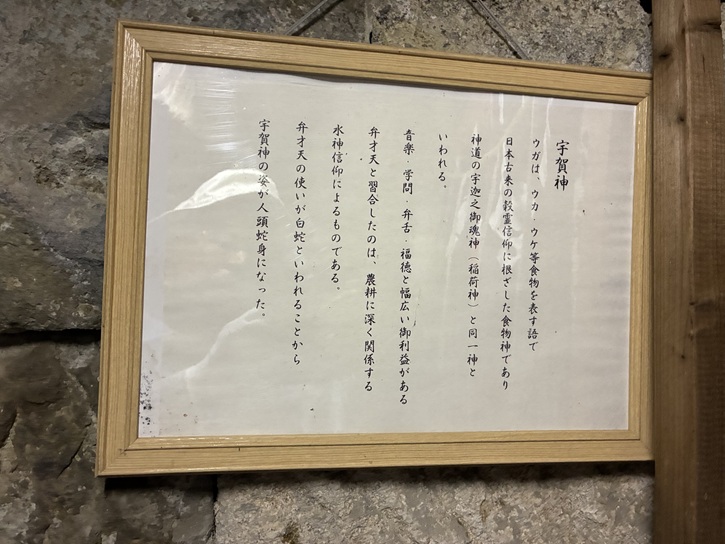 宇賀神
ウガは、ウカ・ウケ等食物を表す語で
日本古来の穀霊信仰に根ざした食物神であり
神道の宇迦之御魂神（稲荷神）と同一神と
いわれる。
音楽・学問・弁舌・福徳と幅広い御利益がある
弁才天と習合したのは、農耕に深く関係する
水神信仰によるものである。
弁才天の使いが白蛇といわれることから
宇賀神の姿が人頭蛇身になった。